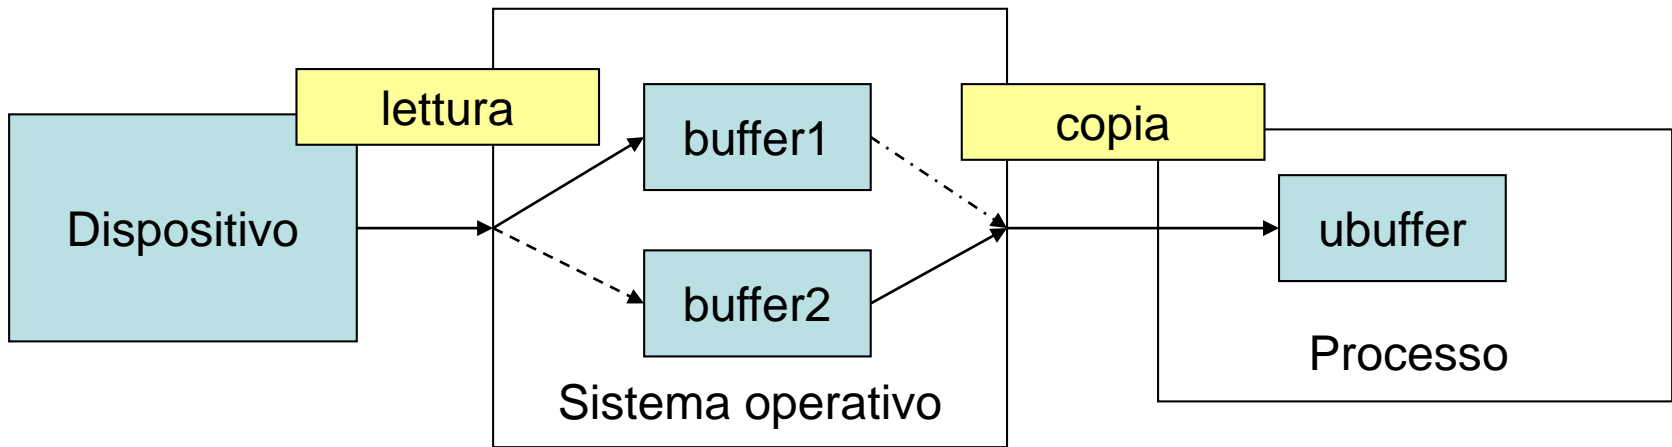 lettura
copia
buffer1
Dispositivo
ubuffer
buffer2
Processo
Sistema operativo